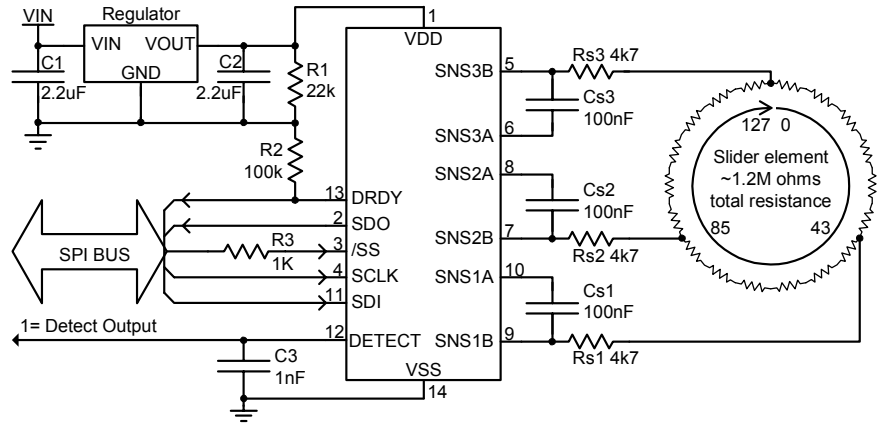 VIN
Regulator
VIN
VOUT
GND
C1
2.2uF
C2
2.2uF
R1
22k
R2
100k
1
VDD
13
DRDY
2
SDO
3
/SS
4
SCLK
11
SDI
12
DETECT
VSS
14
SPI BUS
R3
1K
1= Detect Output
C3
1nF
SNS3B
5
Rs3 4k7
Cs3
100nF
SNS3A
6
SNS2A
8
Cs2
100nF
SNS2B
7
Rs2 4k7
SNS1A
10
Cs1
100nF
SNS1B
9
Rs1 4k7
127 0
Slider element
~1.2M ohms
total resistance
85
43